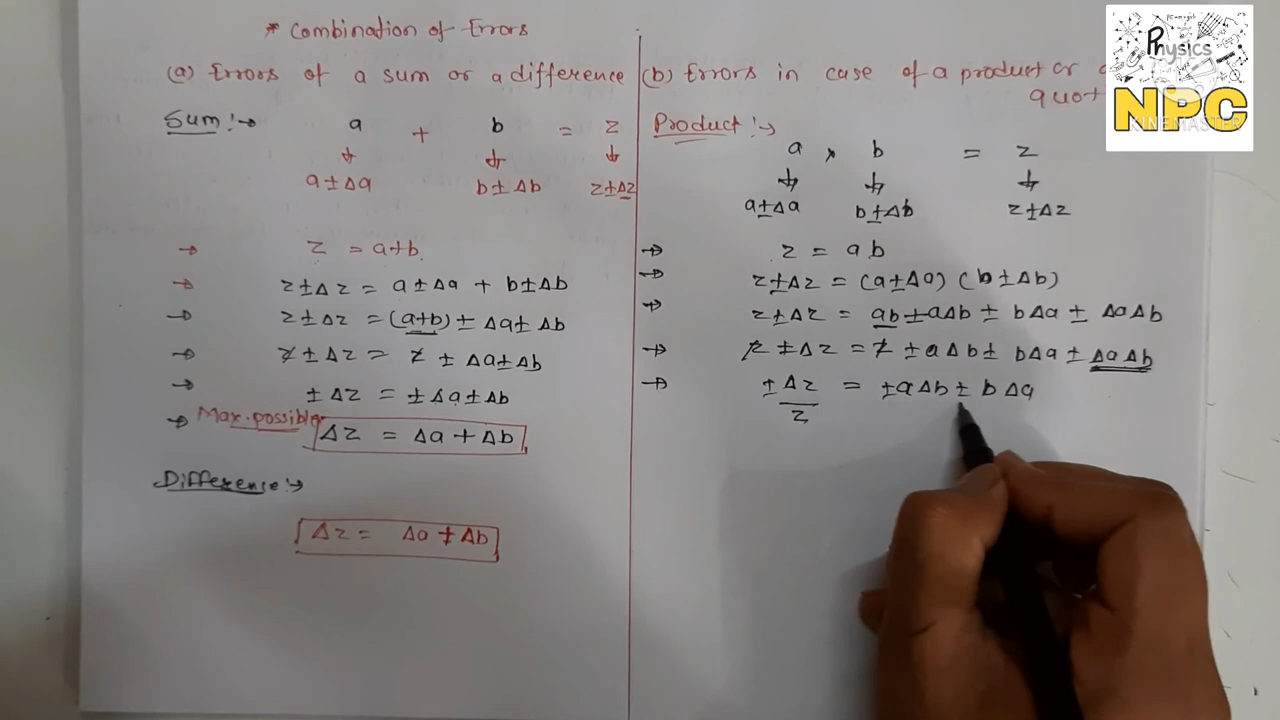 * Combination of Errors
(a) Errors of a sum or a difference
Sum:→ a + b = z
a±Δa b±Δb z±Δz
→ z = a+b
→ z±Δz = a±Δa + b±Δb
→ z±Δz = (a+b) ± Δa ± Δb
→ z±Δz = z ± Δa±Δb
→ ±Δz = ±Δa±Δb
→ Max. possible Δz = Δa + Δb
Difference:→
Δz = Δa + Δb
(b) Errors in case of a product or
quot
Product:→
a × b = z
a±Δa b±Δb z±Δz
→ z = ab
→ z±Δz = (a±Δa) (b±Δb)
→ z±Δz = ab±aΔb ± bΔa ± ΔaΔb
→ z±Δz = z ±aΔb± bΔa±ΔaΔb
→ ±Δz/z = ±aΔb ± bΔa
Physics
NPC
KINEMASTER